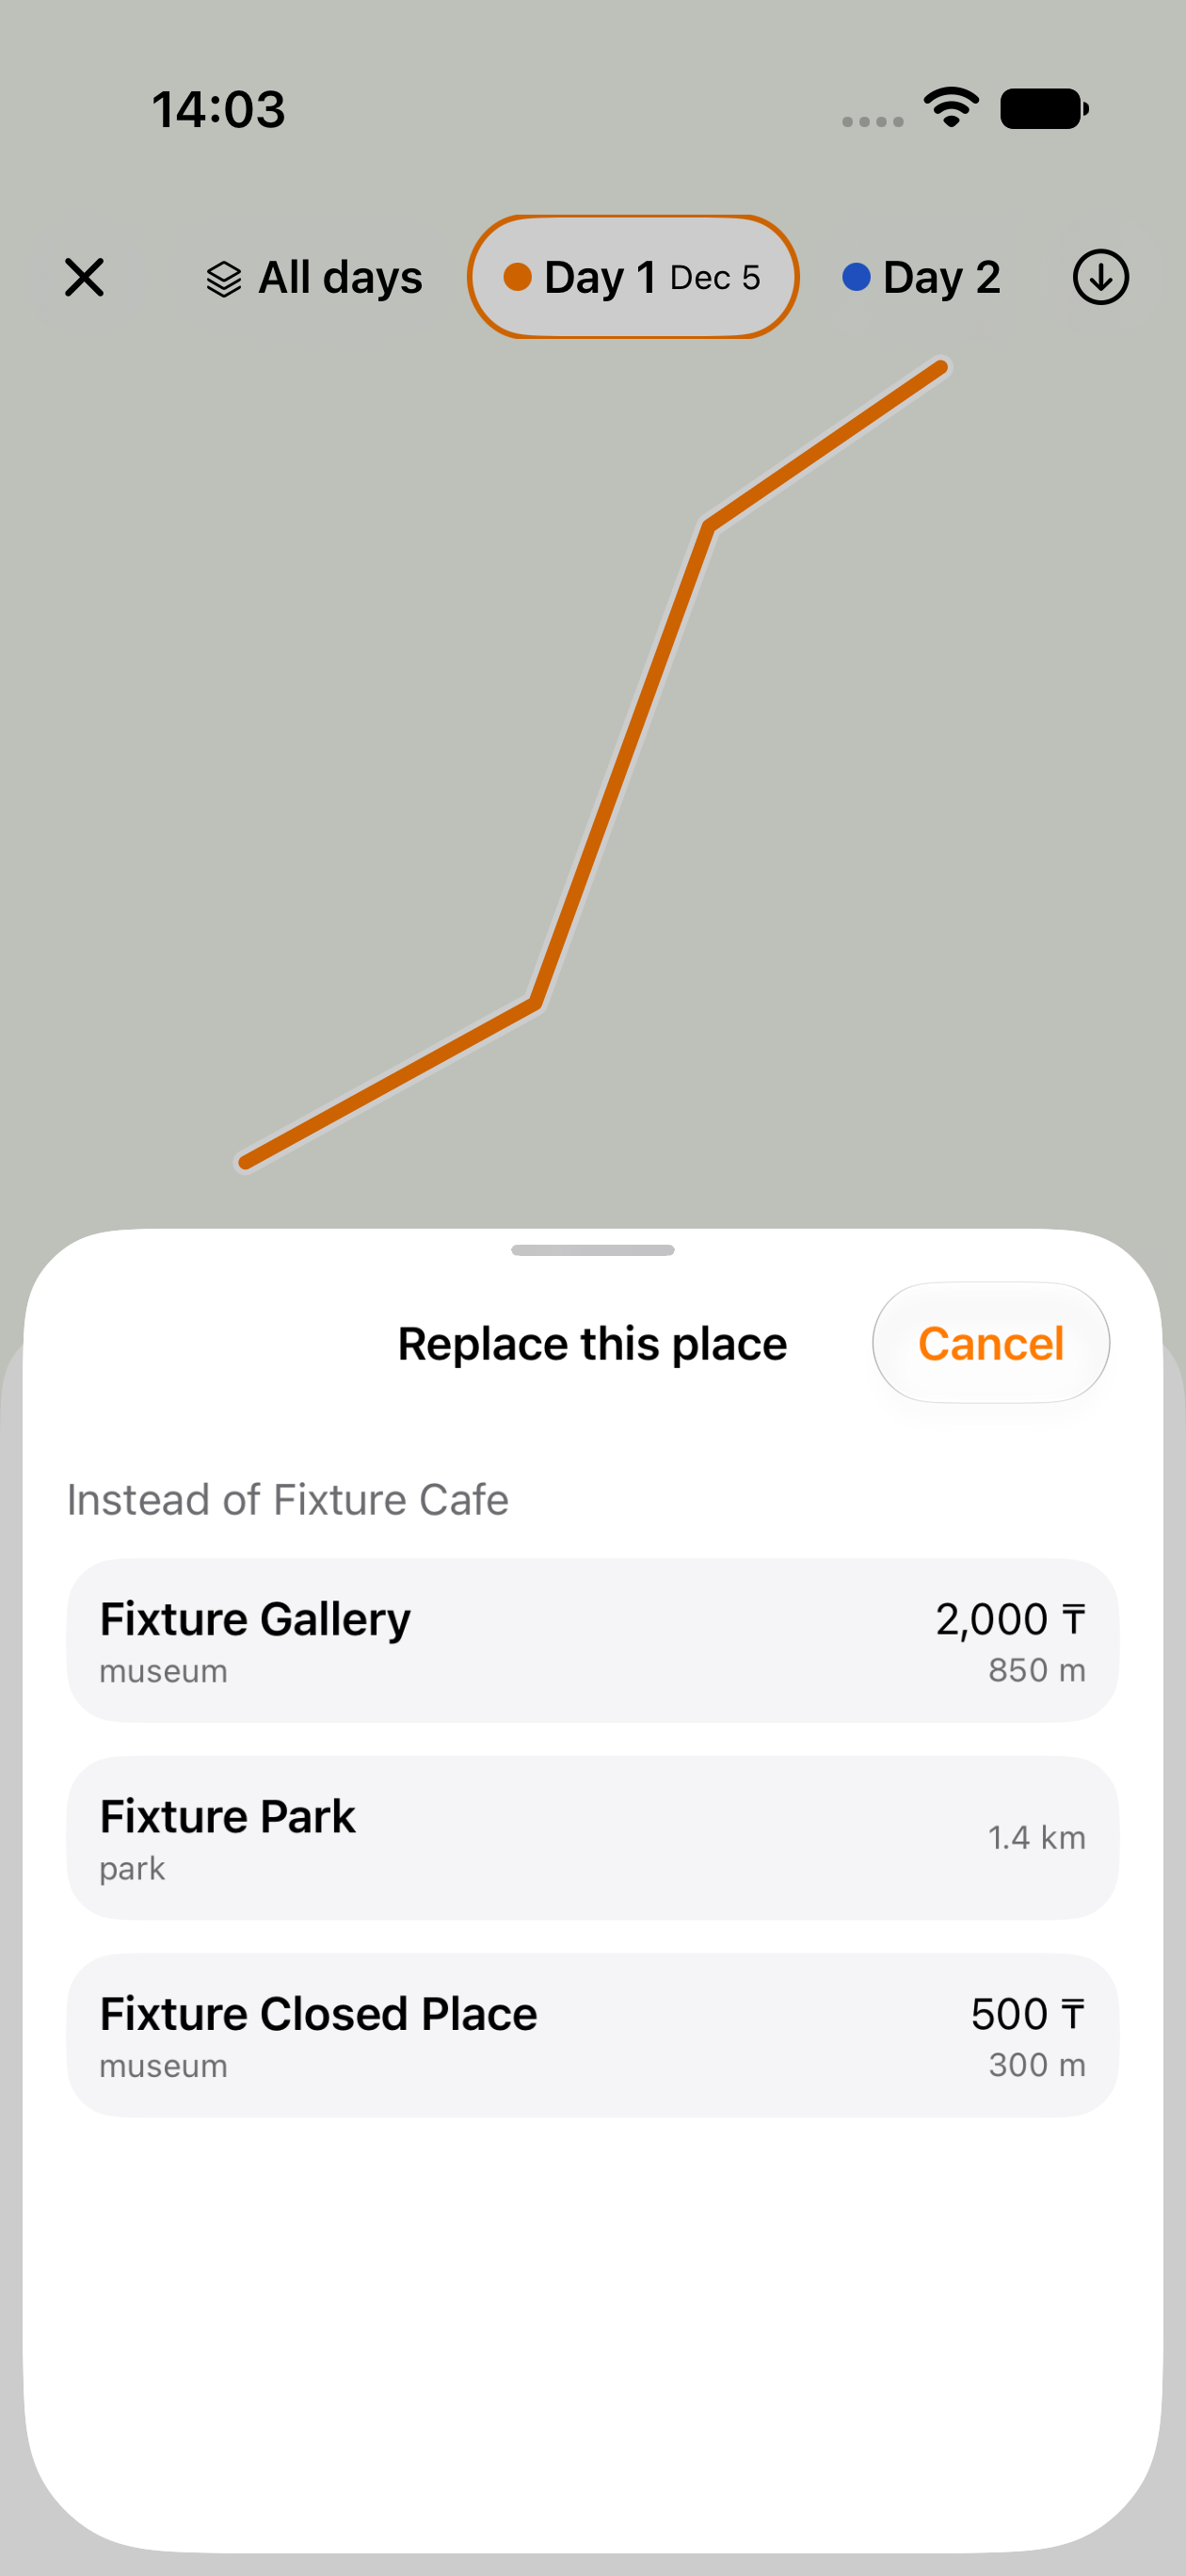 14:03
All days
Day 1 Dec 5
Day 2
Replace this place
Cancel
Instead of Fixture Cafe
Fixture Gallery
2,000 ₸
museum
850 m
Fixture Park
park
1.4 km
Fixture Closed Place
500 ₸
museum
300 m